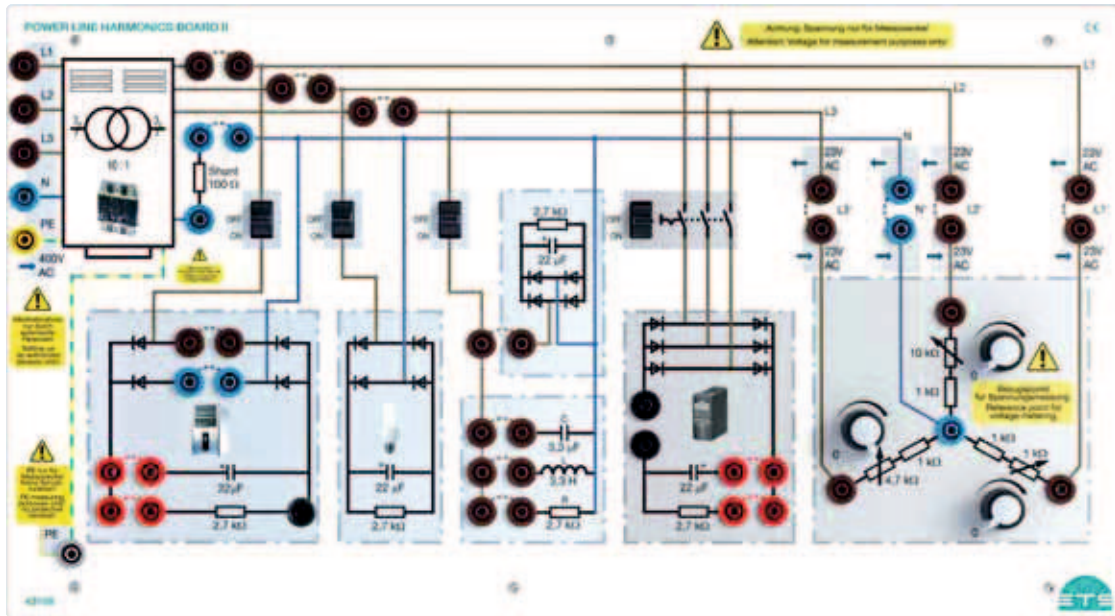 POWER LINE HARMONICS BOARD II
Achtung: Spannung nur für Messzwecke!
Attention: Voltage for measurement purposes only!
CE
L1
L2
L3
N
PE
400V
AC
10 : 1
Shunt
100 Ω
L1
L2
L3
N
OFF
ON
OFF
ON
OFF
ON
OFF
ON
2,7 kΩ
22 µF
23V
AC
23V
AC
23V
AC
L3'
N'
L2'
L1'
23V
AC
23V
AC
23V
AC
22µF
2,7 kΩ
22 µF
2,7 kΩ
C
3,3 µF
3,3 H
R
2,7 kΩ
22 µF
2,7 kΩ
10 kΩ
1 kΩ
0
Bezugspunkt
für Spannungsmessung.
Reference point for
voltage metering.
0
1 kΩ
4,7 kΩ
1 kΩ
1 kΩ
0
PE
ETS